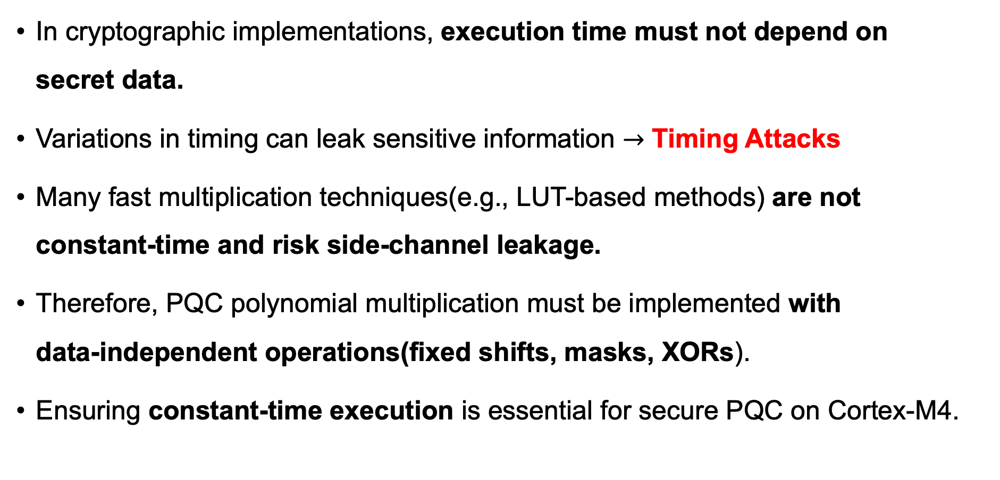 • In cryptographic implementations, execution time must not depend on
secret data.
• Variations in timing can leak sensitive information → Timing Attacks
• Many fast multiplication techniques(e.g., LUT-based methods) are not
constant-time and risk side-channel leakage.
• Therefore, PQC polynomial multiplication must be implemented with
data-independent operations(fixed shifts, masks, XORs).
• Ensuring constant-time execution is essential for secure PQC on Cortex-M4.